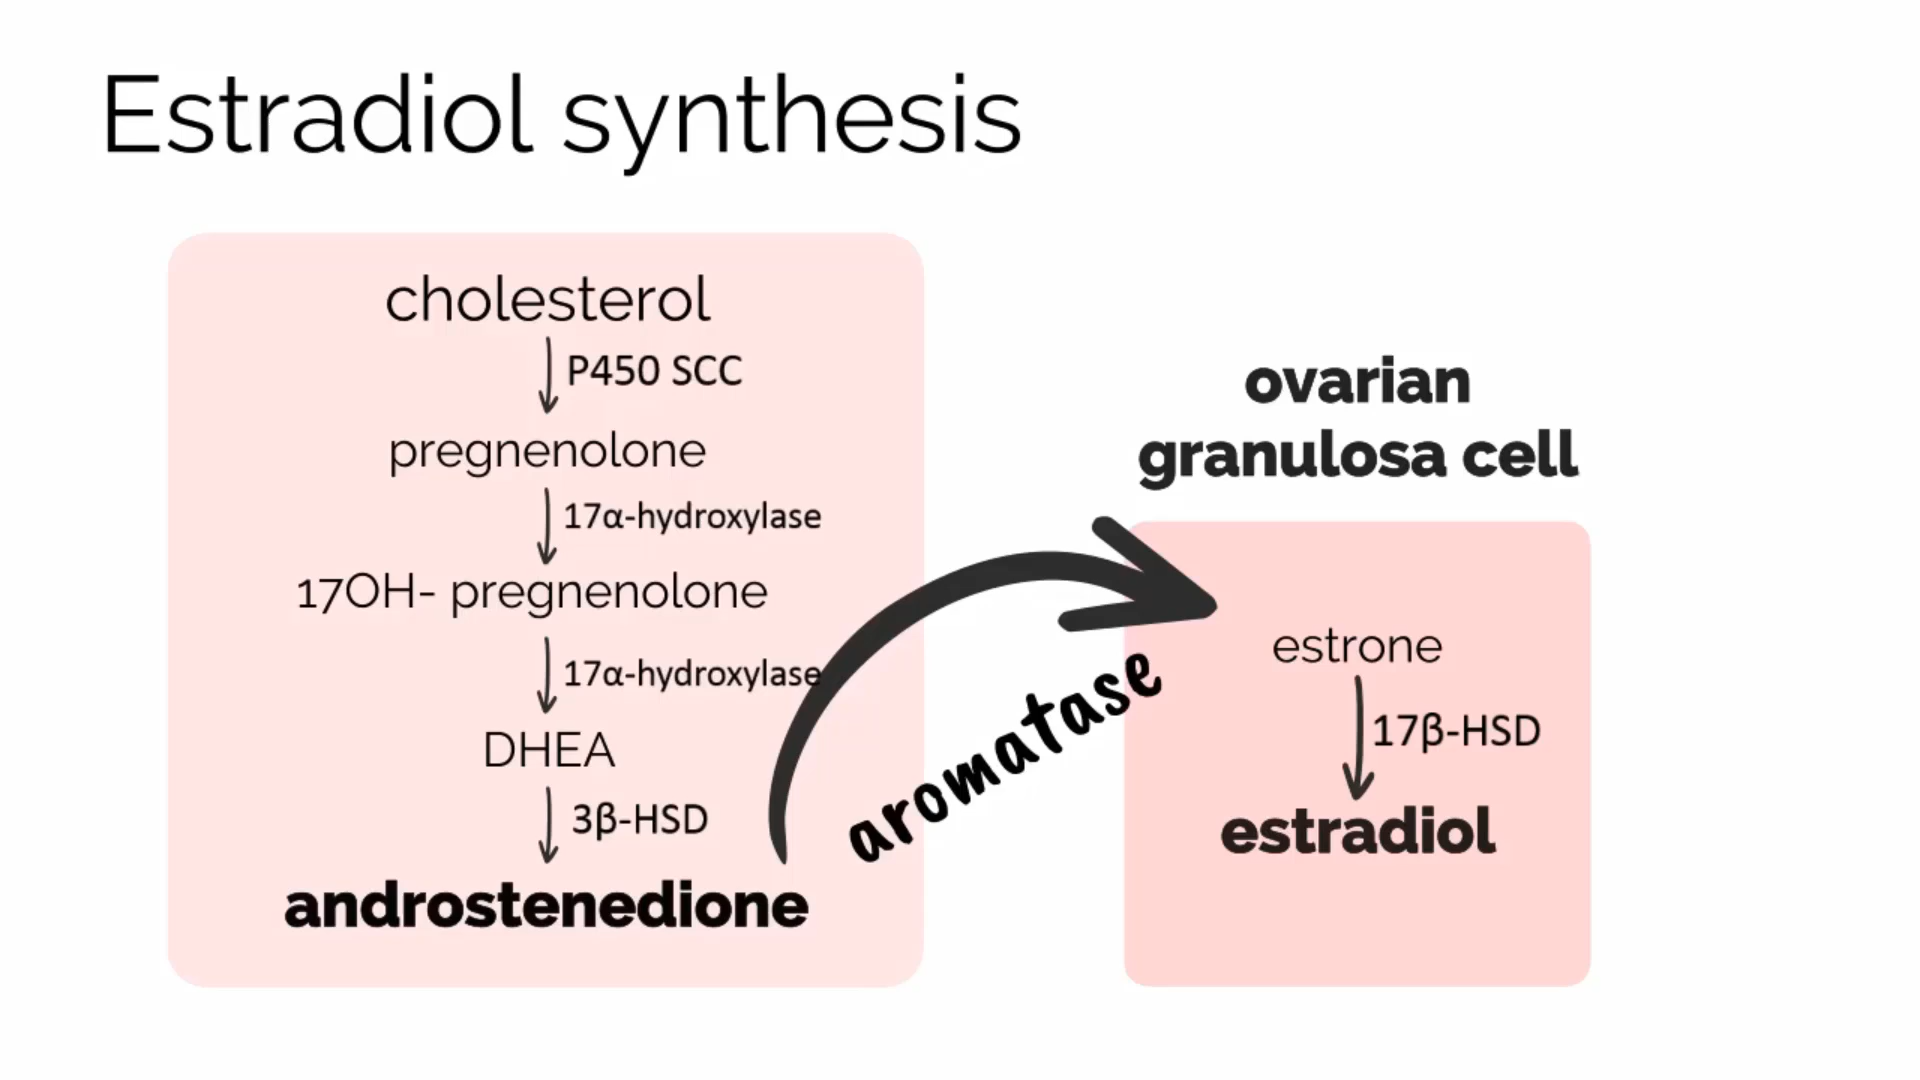 Estradiol synthesis
cholesterol
P450 SCC
pregnenolone
17α-hydroxylase
17OH- pregnenolone
17α-hydroxylase
DHEA
3β-HSD
androstenedione
aromatase
ovarian
granulosa cell
estrone
17β-HSD
estradiol